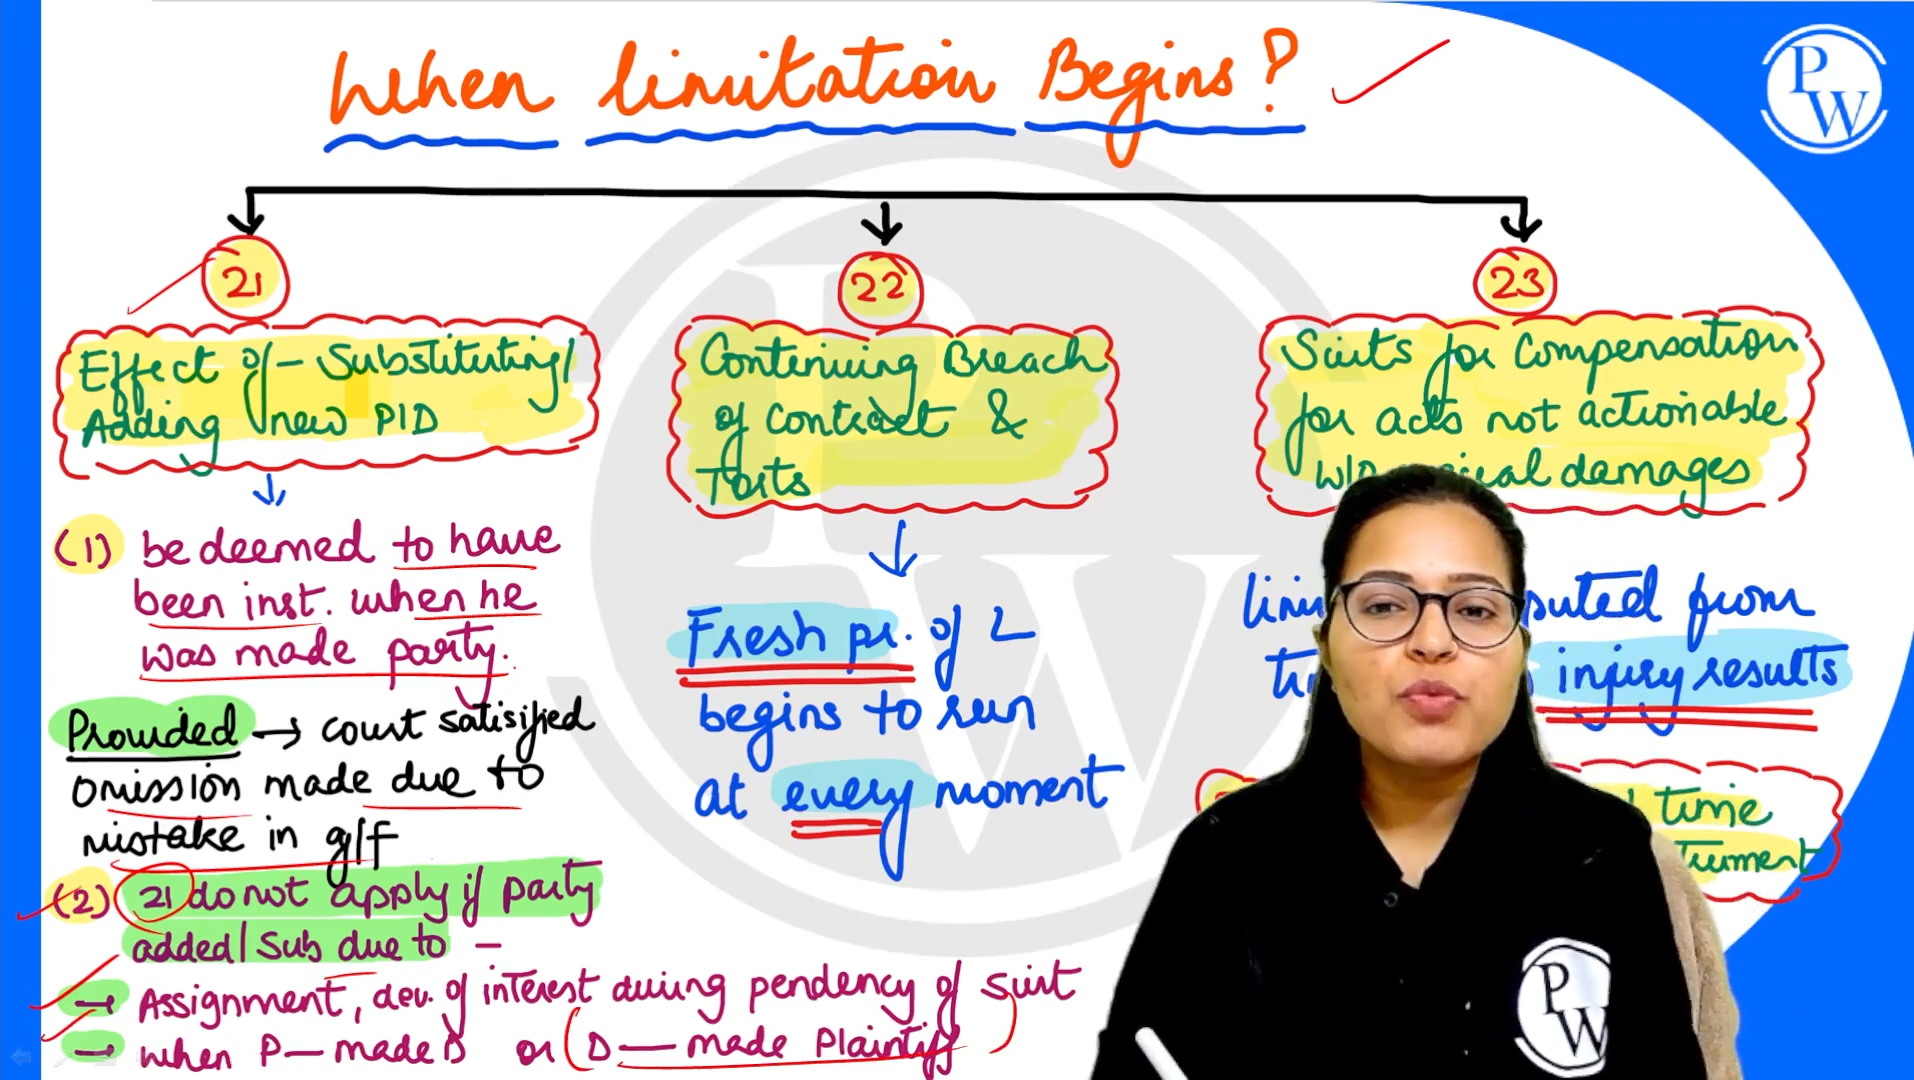 When limitation Begins?
PW
21
22
23
Effect of - Substituting/
Adding new P/D
Continuing Breach
of contract &
Torts
Suits for compensation
for acts not actionable
w/o damages
(1) be deemed to have
been inst. when he
was made party.
Provided → court satisified
omission made due to
mistake in g/f
(2) 21 do not apply if party
added/Sub due to -
→ Assignment, dev. of interest during pendency of suit
→ when P-made D or (D - made Plaintiff)
Fresh pr. of L
begins to run
at every moment
from
injury results
time
PW